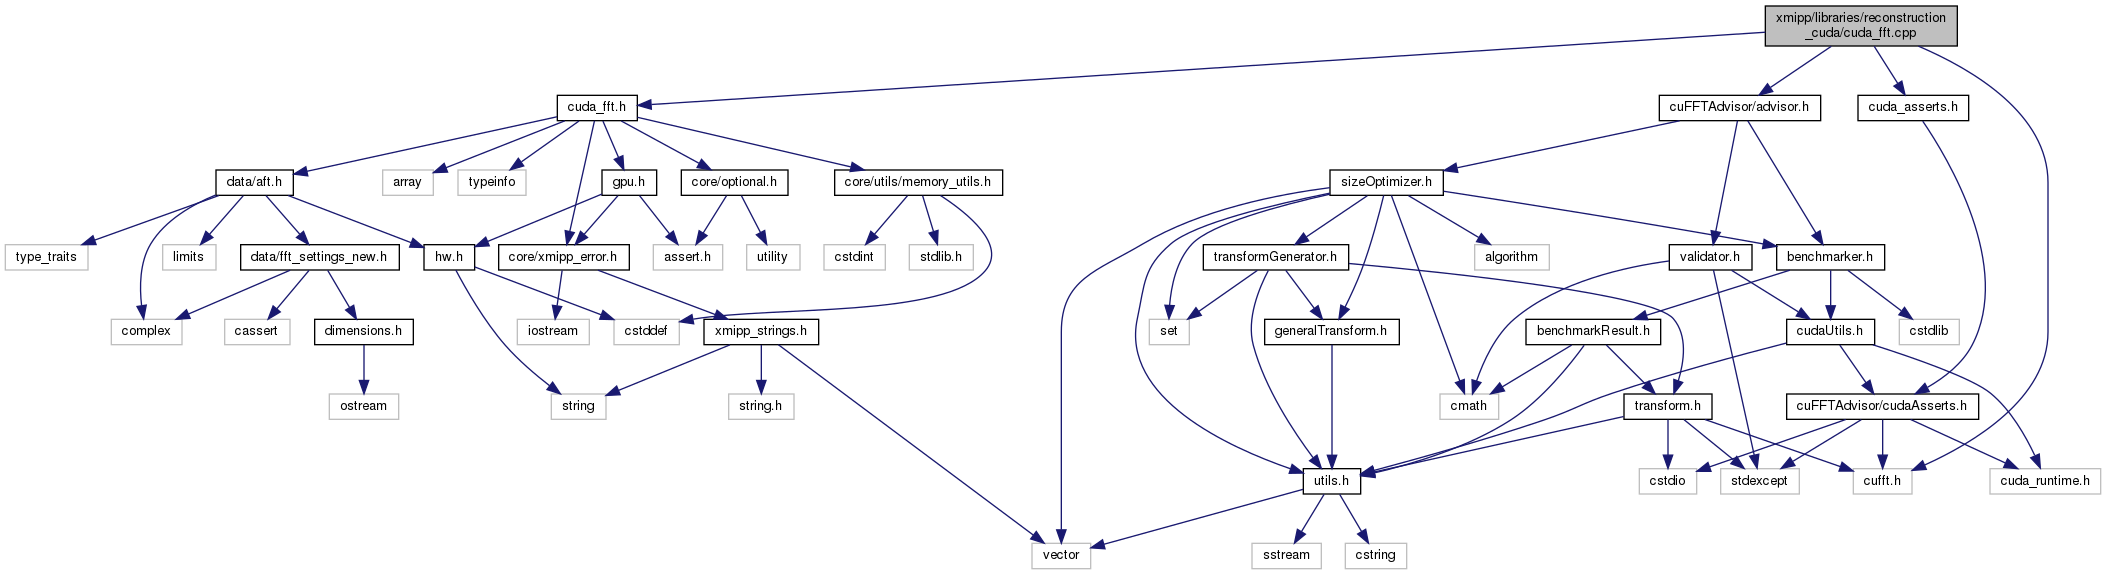 xmipp/libraries/reconstruction
_cuda/cuda_fft.cpp
cuda_fft.h
cuFFTAdvisor/advisor.h
cuda_asserts.h
data/aft.h
array
typeinfo
gpu.h
core/optional.h
core/utils/memory_utils.h
sizeOptimizer.h
type_traits
limits
data/fft_settings_new.h
hw.h
core/xmipp_error.h
assert.h
utility
cstdint
stdlib.h
transformGenerator.h
algorithm
validator.h
benchmarker.h
complex
cassert
dimensions.h
iostream
cstddef
xmipp_strings.h
set
generalTransform.h
benchmarkResult.h
cudaUtils.h
cstdlib
ostream
string
string.h
cmath
transform.h
cuFFTAdvisor/cudaAsserts.h
utils.h
cstdio
stdexcept
cufft.h
cuda_runtime.h
vector
sstream
cstring